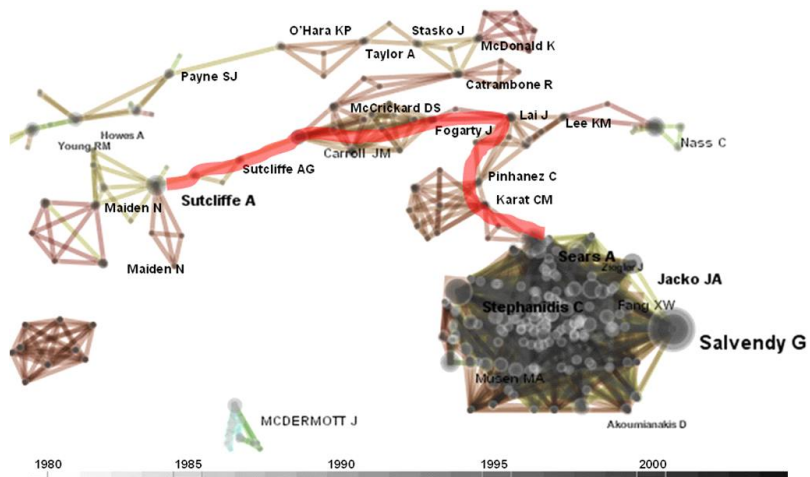 O'Hara KP
Stasko J
Taylor A
McDonald K
Payne SJ
Catrambone R
McCrickard DS
Lai J
Fogarty J
Lee KM
Howes A
Young RM
Carroll JM
Nass C
Sutcliffe AG
Pinhanez C
Maiden N
Sutcliffe A
Karat CM
Maiden N
Sears A
Ziegler J
Jacko JA
Stephanidis C
Fang XW
Salvendy G
Musen MA
MCDERMOTT J
Akoumianakis D
1980
1985
1990
1995
2000